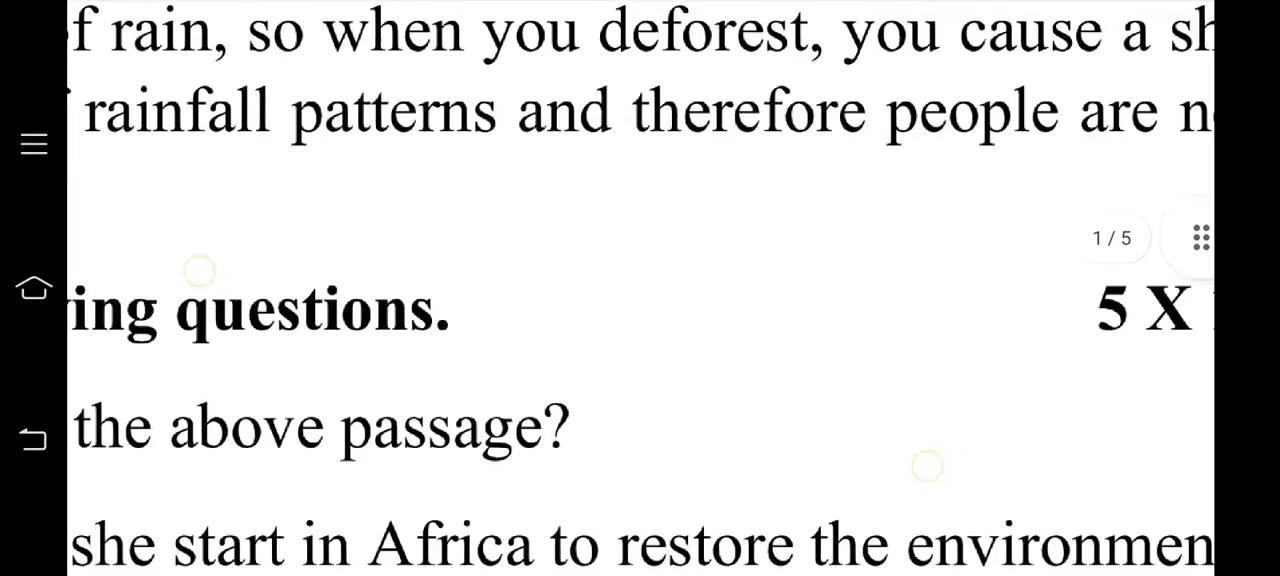 f rain, so when you deforest, you cause a sh
rainfall patterns and therefore people are n
1 / 5
ing questions.
5 X
the above passage?
she start in Africa to restore the environmen